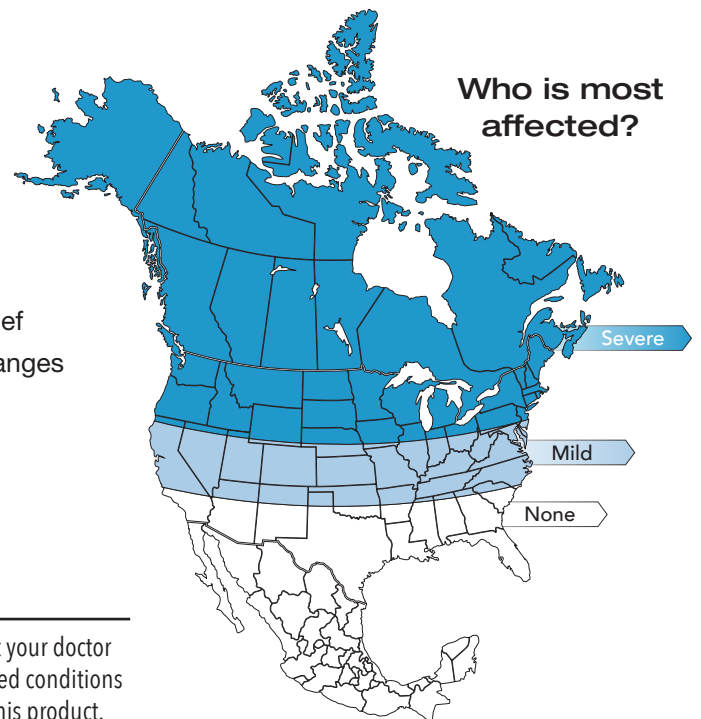 Who is most
affected?
ef
anges
Severe
Mild
None
your doctor
ed conditions
his product.